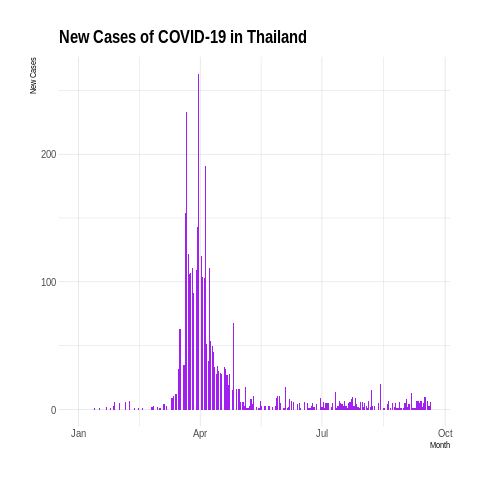 New Cases of COVID-19 in Thailand
New Cases
200
100
0
Jan Apr Jul Oct
Month